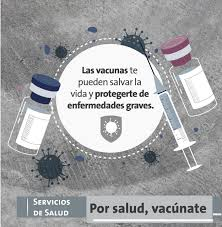 Las vacunas te
pueden salvar la
vida y protegerte de
enfermedades graves.
Servicios
de Salud
Por salud, vacúnate